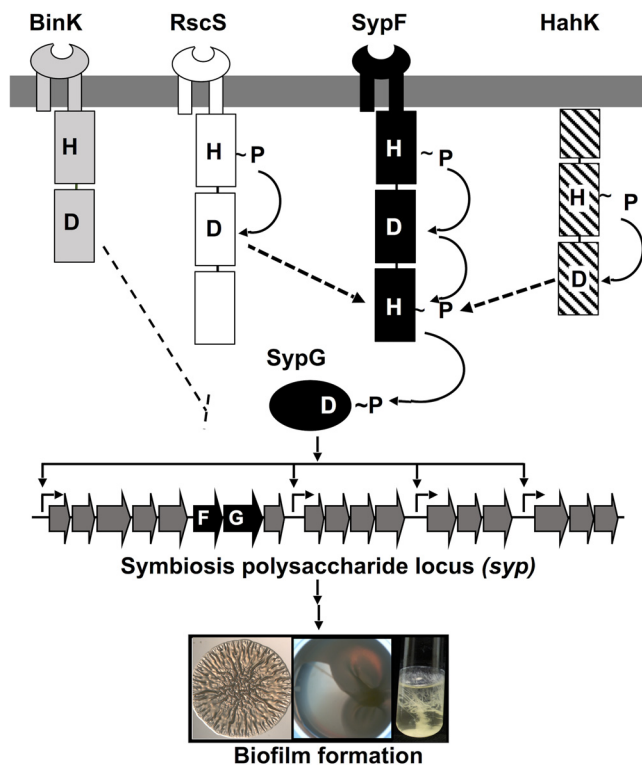 BinK RscS SypF HahK
H H ~ P H ~ P H ~ P
D D D D
H ~ P
SypG
D ~P
F G
Symbiosis polysaccharide locus (syp)
Biofilm formation